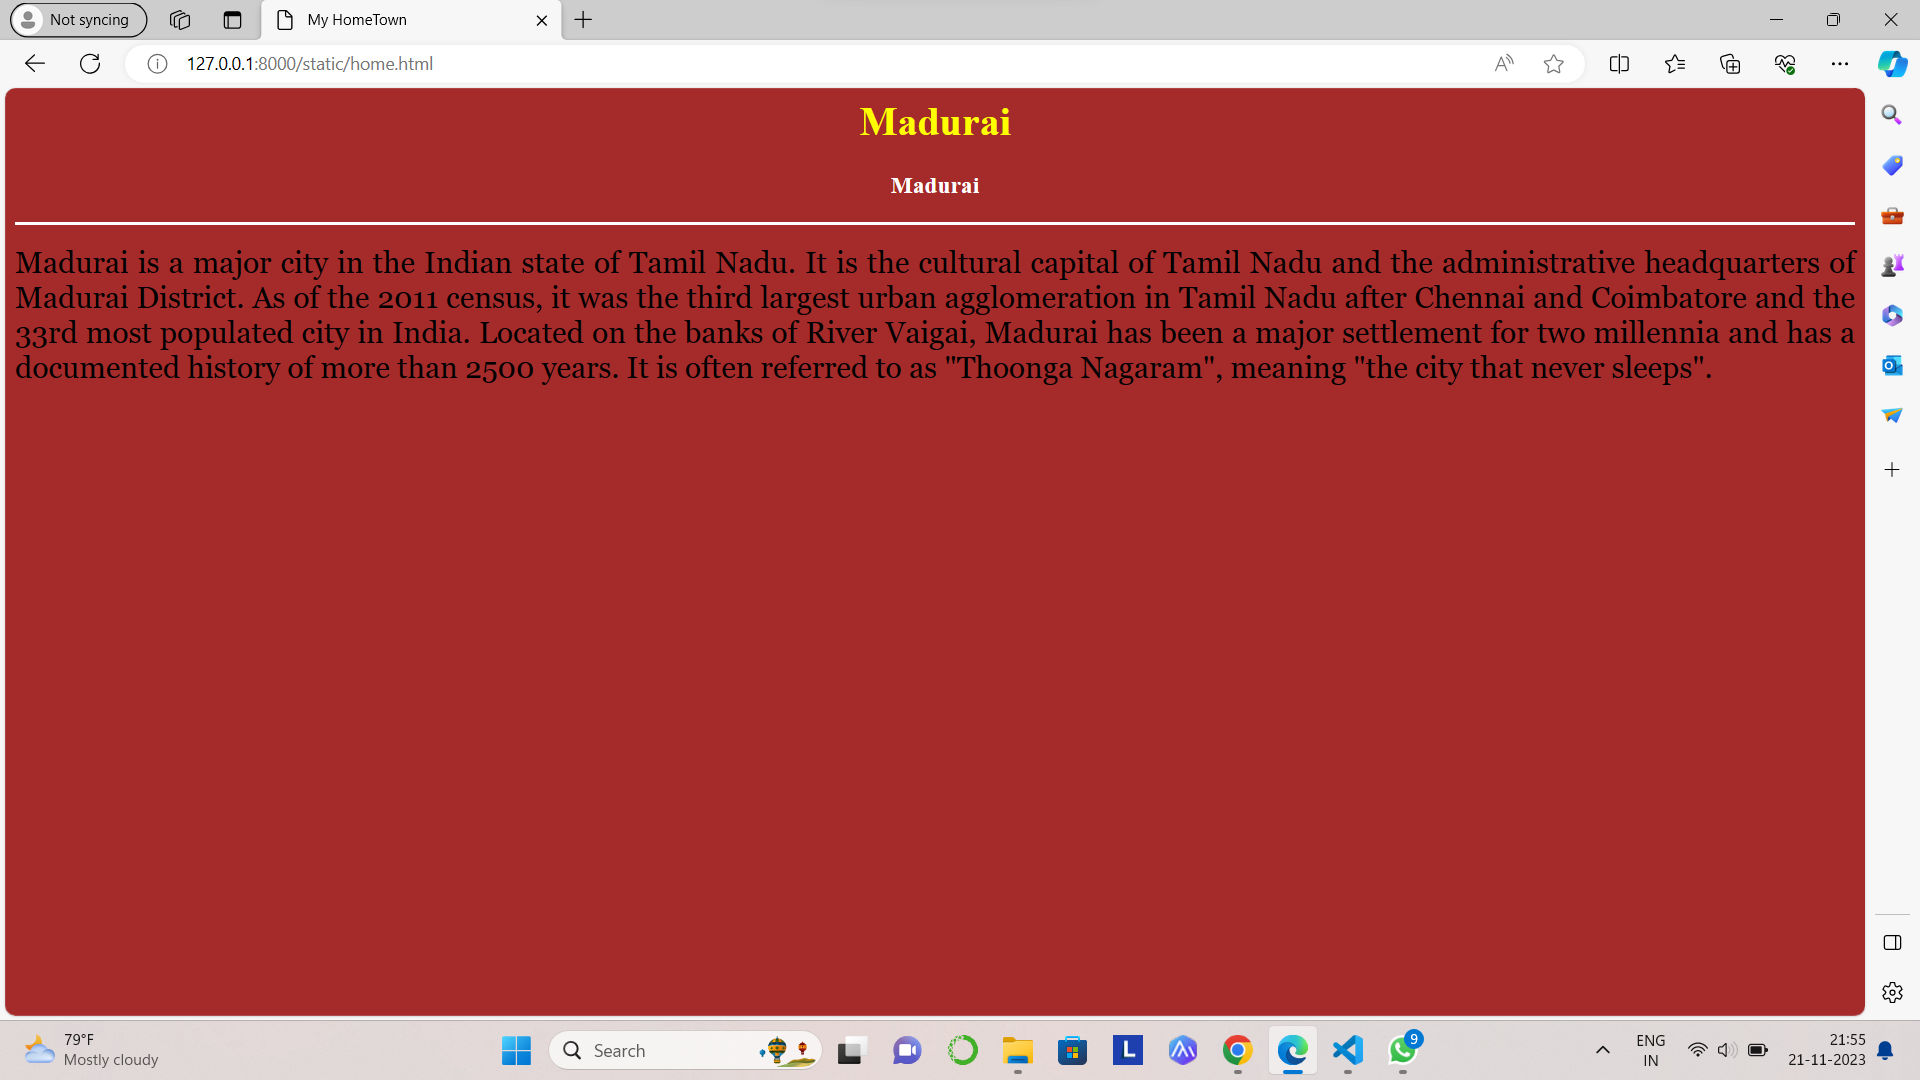 Not syncing
My HomeTown
127.0.0.1:8000/static/home.html
Madurai
Madurai
Madurai is a major city in the Indian state of Tamil Nadu. It is the cultural capital of Tamil Nadu and the administrative headquarters of
Madurai District. As of the 2011 census, it was the third largest urban agglomeration in Tamil Nadu after Chennai and Coimbatore and the
33rd most populated city in India. Located on the banks of River Vaigai, Madurai has been a major settlement for two millennia and has a
documented history of more than 2500 years. It is often referred to as "Thoonga Nagaram", meaning "the city that never sleeps".
79°F
Mostly cloudy
Search
L
9
ENG
IN
21:55
21-11-2023